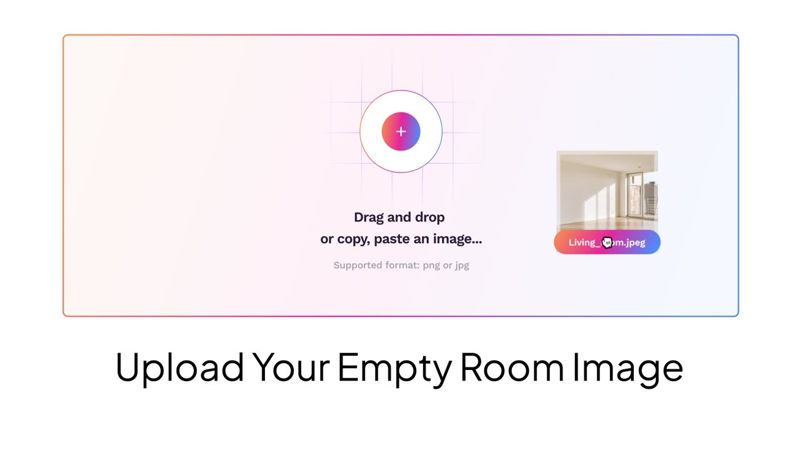 Drag and drop
or copy, paste an image...
Supported format: png or jpg
Upload Your Empty Room Image